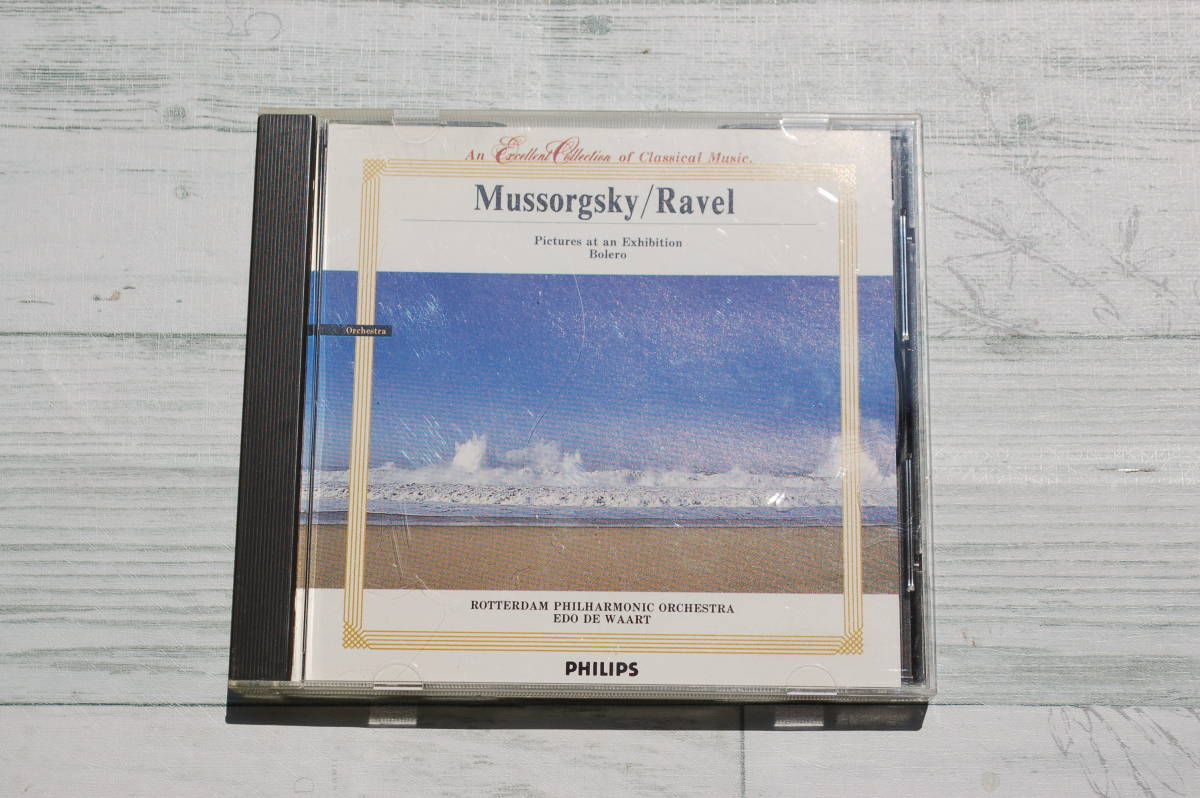 An Excellent Collection of Classical Music.
Mussorgsky/Ravel
Pictures at an Exhibition
Bolero
Orchestra
ROTTERDAM PHILHARMONIC ORCHESTRA
EDO DE WAART
PHILIPS